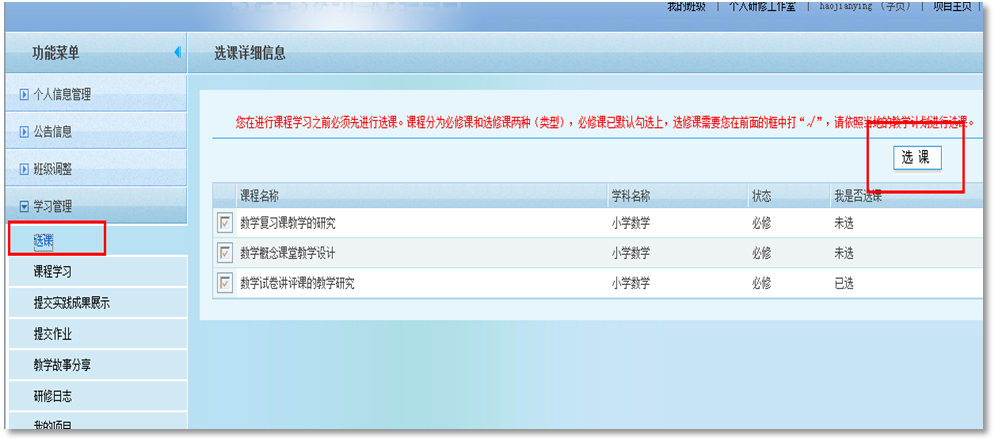 我的班级 | 个人研修工作室 | haojianying (学员) | 项目主页 |
功能菜单
选课详细信息
个人信息管理
公告信息
班级调整
学习管理
选课
课程学习
提交实践成果展示
提交作业
教学故事分享
研修日志
我的项目
您在进行课程学习之前必须先进行选课。课程分为必修课和选修课两种（类型），必修课已默认勾选上，选修课需要您在前面的框中打“√”，请依照当地的教学计划进行选课。
选 课
课程名称 学科名称 状态 我是否选课
数学复习课教学的研究 小学数学 必修 未选
数学概念课堂教学设计 小学数学 必修 未选
数学试卷讲评课的教学研究 小学数学 必修 已选